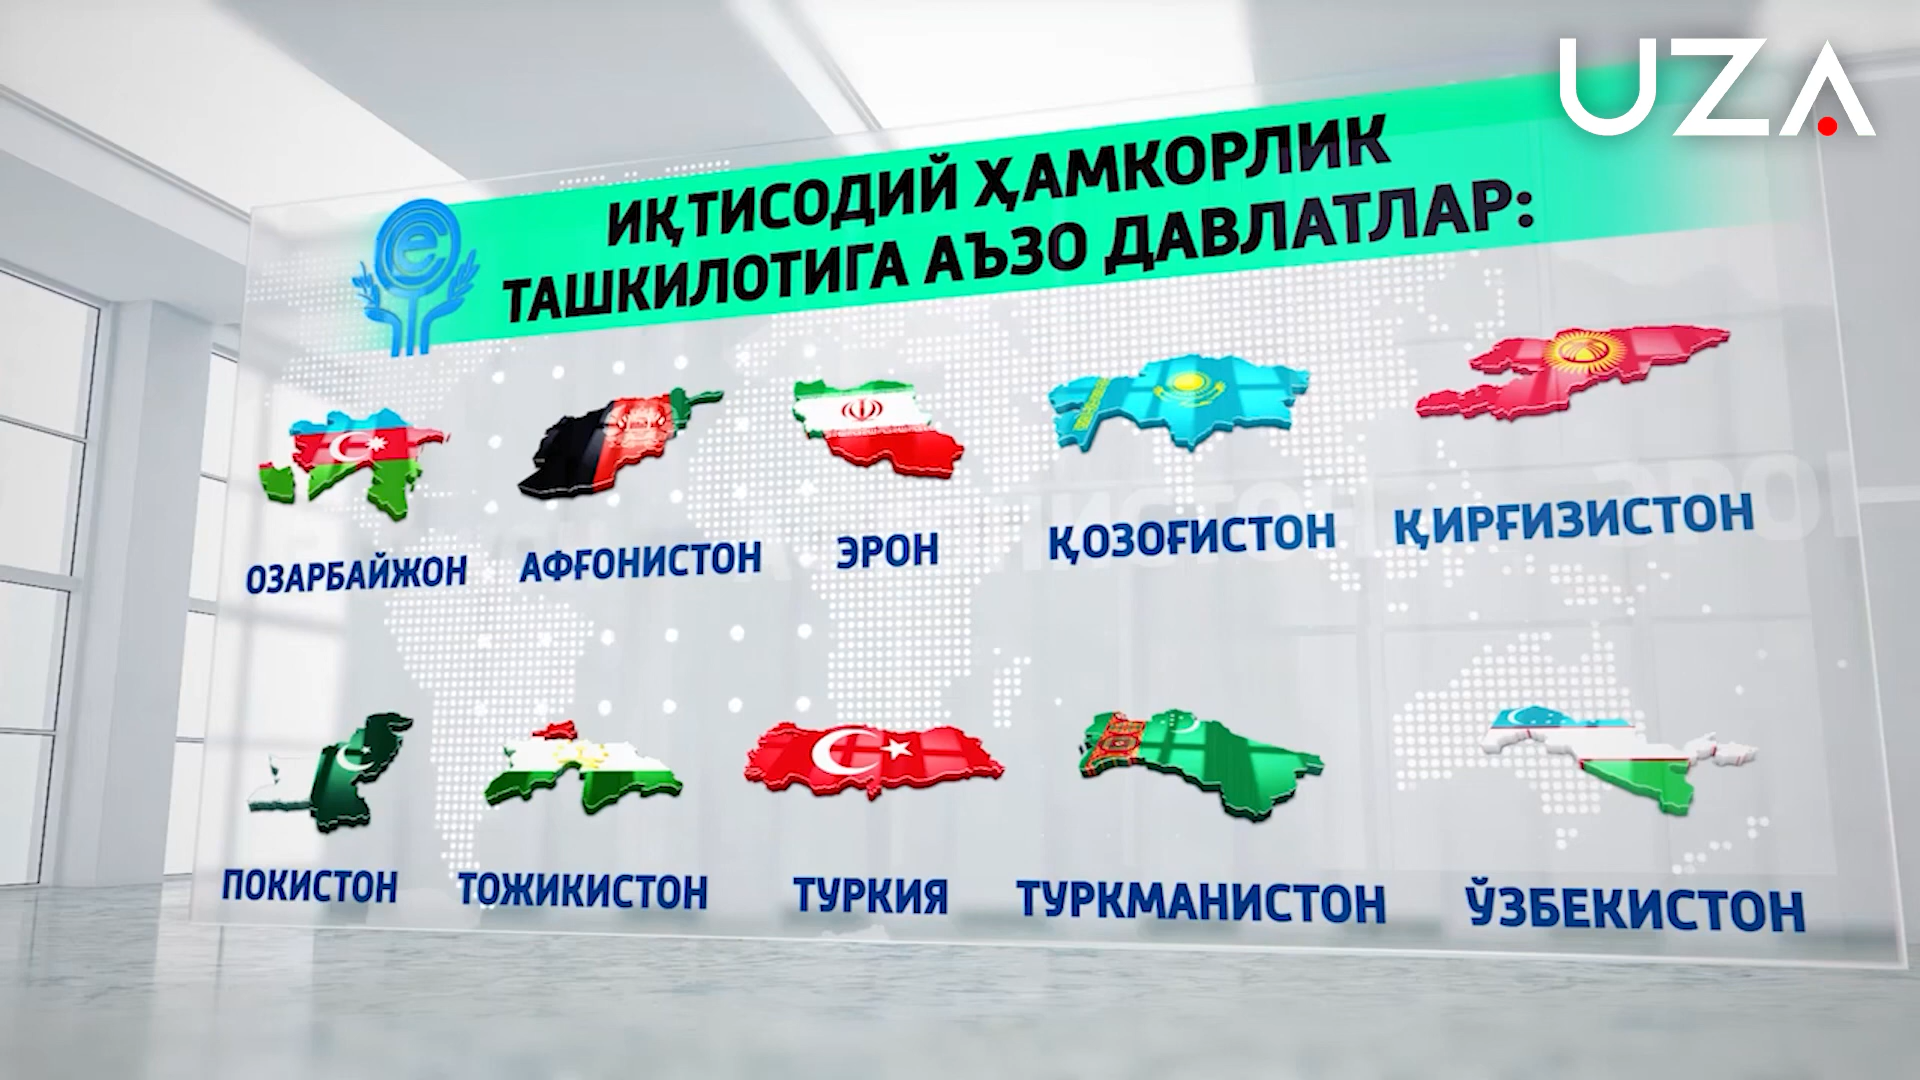 UZA
ИҚТИСОДИЙ ҲАМКОРЛИК
ТАШКИЛОТИГА АЪЗО ДАВЛАТЛАР:
ОЗАРБАЙЖОН
АФҒОНИСТОН
ЭРОН
ҚОЗОҒИСТОН
ҚИРҒИЗИСТОН
ПОКИСТОН
ТОЖИКИСТОН
ТУРКИЯ
ТУРКМАНИСТОН
ЎЗБЕКИСТОН